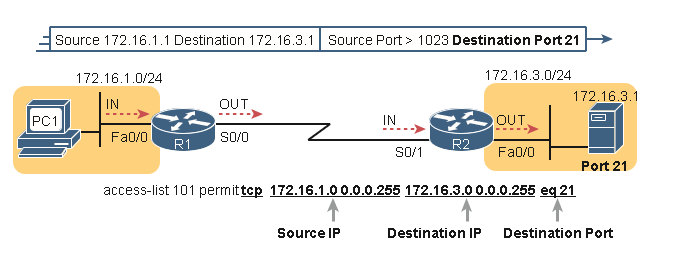 Source 172.16.1.1 Destination 172.16.3.1 Source Port > 1023 Destination Port 21
172.16.1.0/24
172.16.3.0/24
172.16.3.1
IN
OUT
IN
OUT
PC1
R1
R2
Fa0/0
S0/0
S0/1
Fa0/0
Port 21
access-list 101 permit tcp 172.16.1.0 0.0.0.255 172.16.3.0 0.0.0.255 eq 21
Source IP
Destination IP
Destination Port